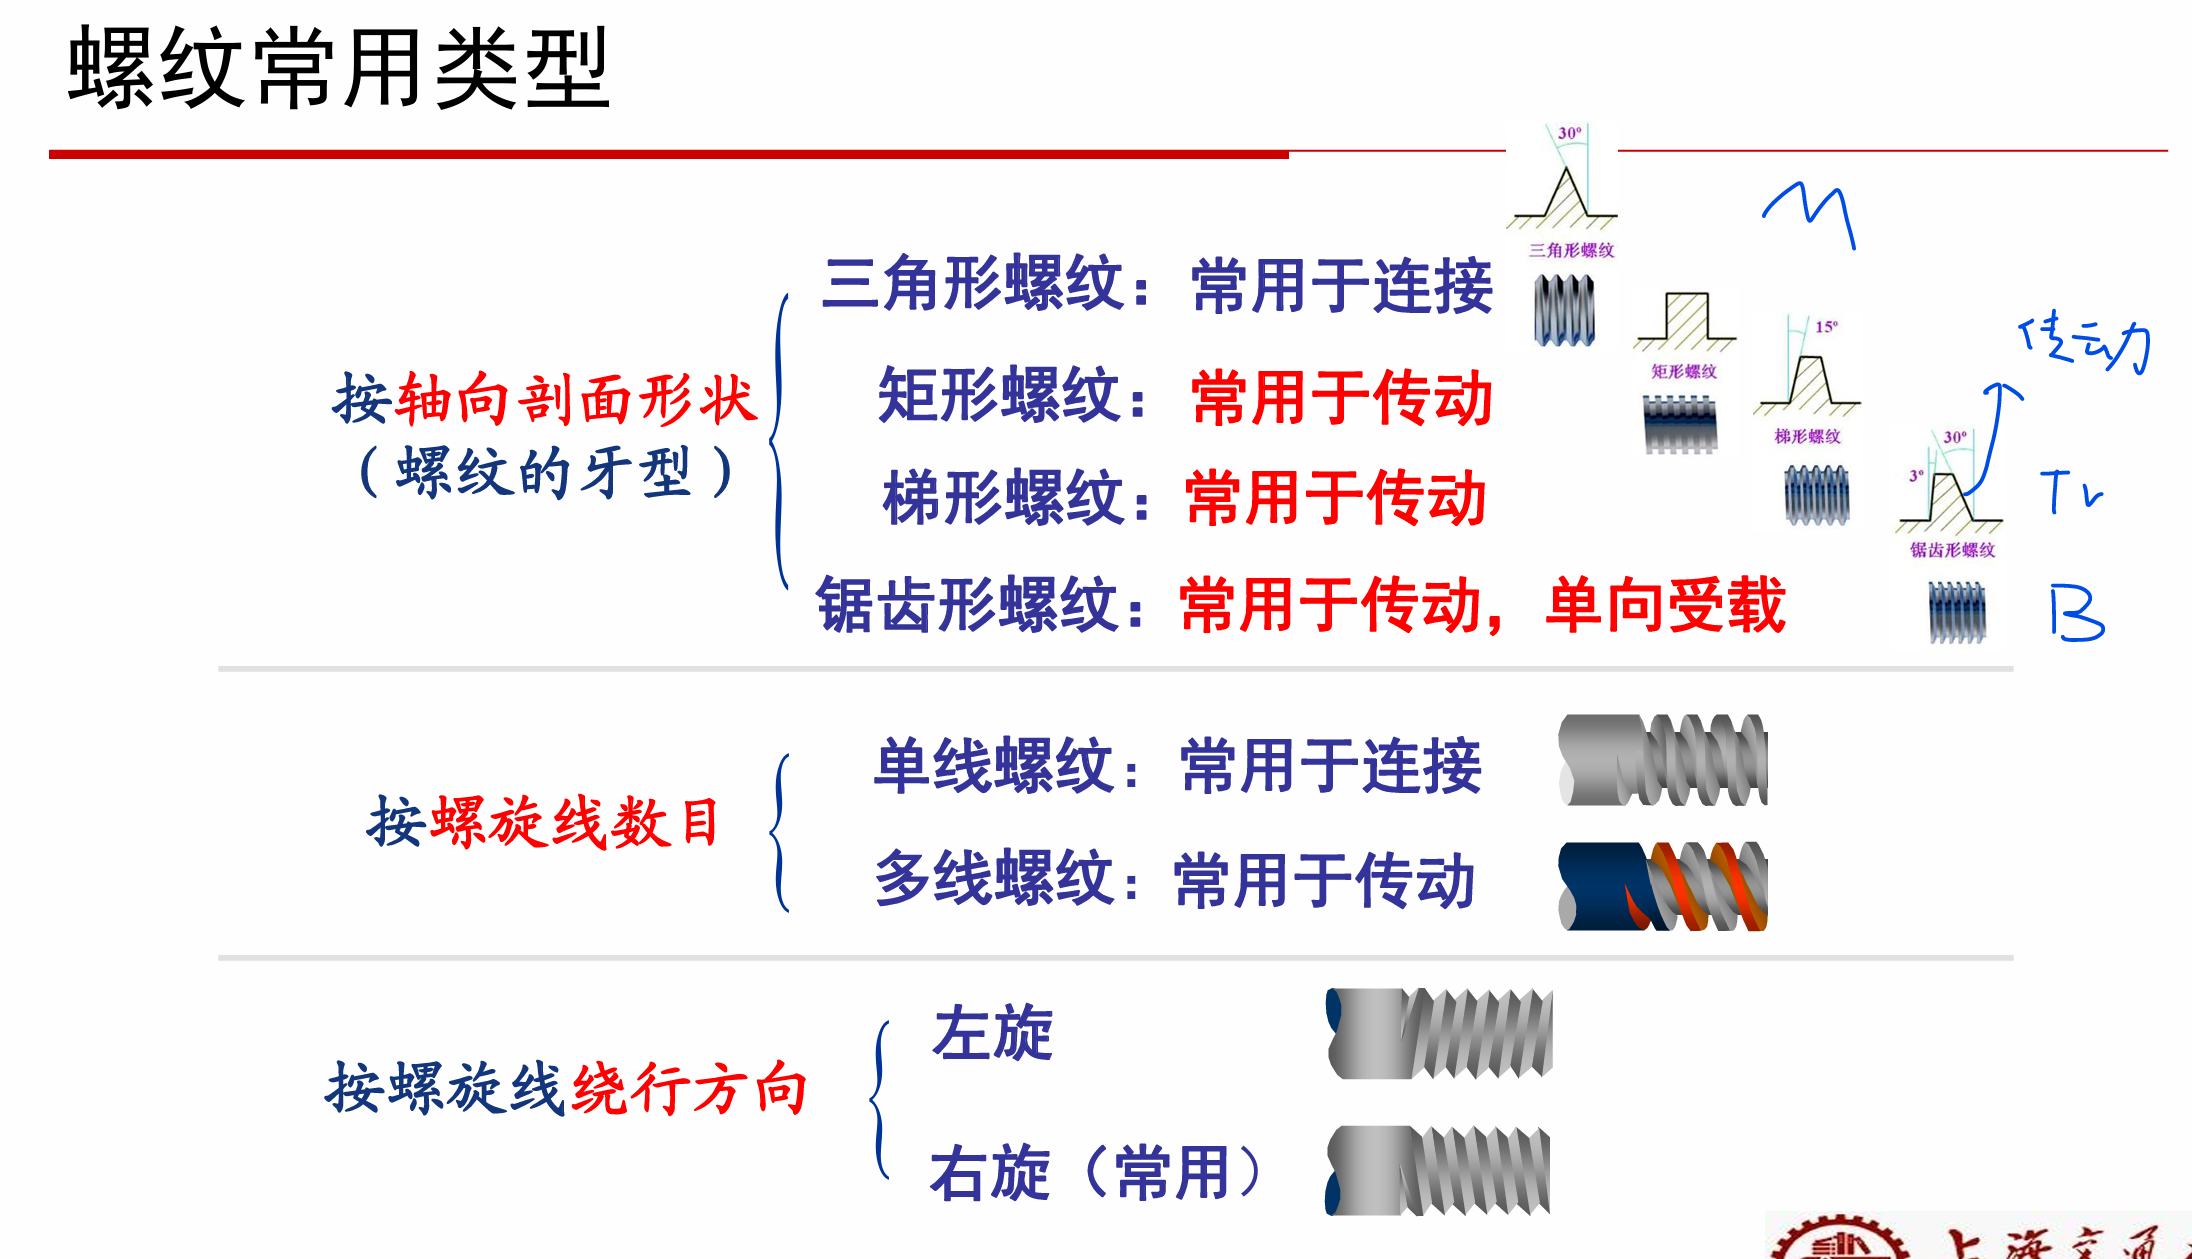 螺纹常用类型
30°
M
三角形螺纹
三角形螺纹：常用于连接
矩形螺纹
15°
传动力
按轴向剖面形状
（螺纹的牙型）
矩形螺纹：常用于传动
梯形螺纹
30°
3°
Tr
梯形螺纹：常用于传动
锯齿形螺纹
锯齿形螺纹：常用于传动，单向受载
B
按螺旋线数目
单线螺纹：常用于连接
多线螺纹：常用于传动
按螺旋线绕行方向
左旋
右旋（常用）
上海交通